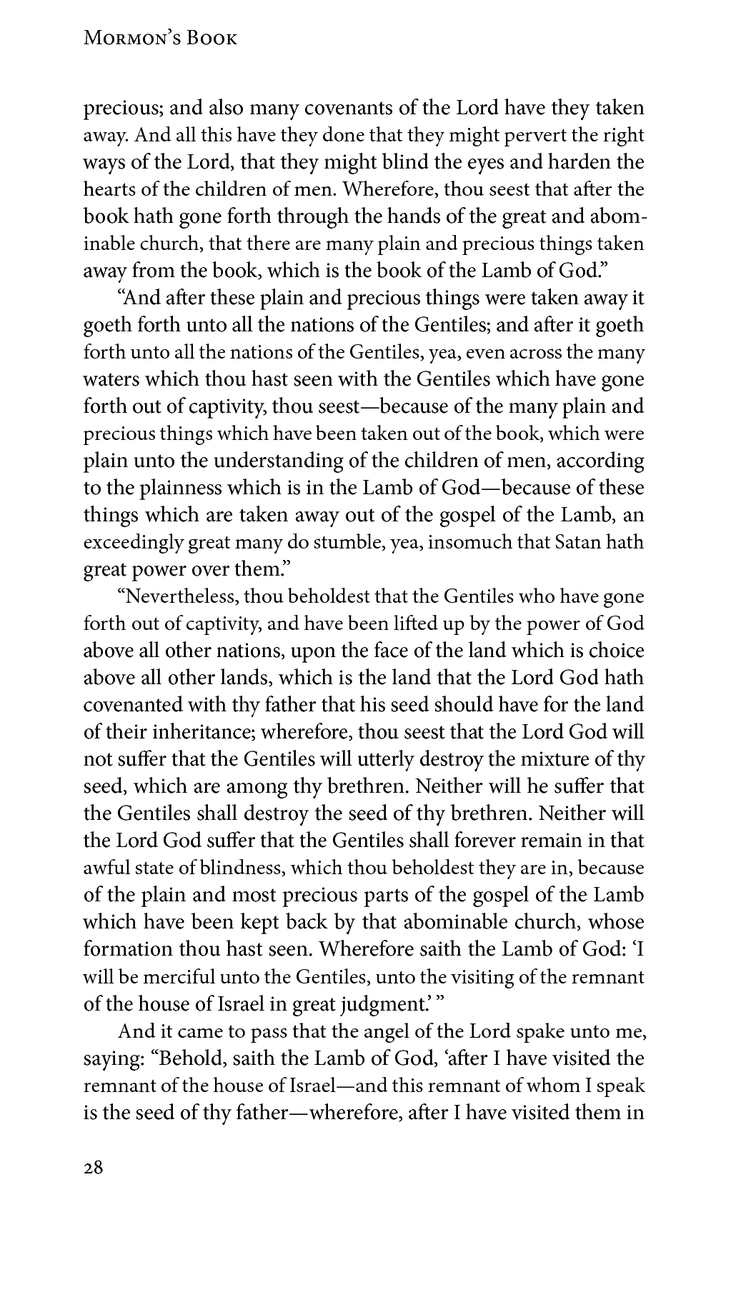 Mormon’s Book
precious; and also many covenants of the Lord have they taken
away. And all this have they done that they might pervert the right
ways of the Lord, that they might blind the eyes and harden the
hearts of the children of men. Wherefore, thou seest that after the
book hath gone forth through the hands of the great and abom-
inable church, that there are many plain and precious things taken
away from the book, which is the book of the Lamb of God.”
“And after these plain and precious things were taken away it
goeth forth unto all the nations of the Gentiles; and after it goeth
forth unto all the nations of the Gentiles, yea, even across the many
waters which thou hast seen with the Gentiles which have gone
forth out of captivity, thou seest—because of the many plain and
precious things which have been taken out of the book, which were
plain unto the understanding of the children of men, according
to the plainness which is in the Lamb of God—because of these
things which are taken away out of the gospel of the Lamb, an
exceedingly great many do stumble, yea, insomuch that Satan hath
great power over them.”
“Nevertheless, thou beholdest that the Gentiles who have gone
forth out of captivity, and have been lifted up by the power of God
above all other nations, upon the face of the land which is choice
above all other lands, which is the land that the Lord God hath
covenanted with thy father that his seed should have for the land
of their inheritance; wherefore, thou seest that the Lord God will
not suffer that the Gentiles will utterly destroy the mixture of thy
seed, which are among thy brethren. Neither will he suffer that
the Gentiles shall destroy the seed of thy brethren. Neither will
the Lord God suffer that the Gentiles shall forever remain in that
awful state of blindness, which thou beholdest they are in, because
of the plain and most precious parts of the gospel of the Lamb
which have been kept back by that abominable church, whose
formation thou hast seen. Wherefore saith the Lamb of God: ‘I
will be merciful unto the Gentiles, unto the visiting of the remnant
of the house of Israel in great judgment.’ ”
And it came to pass that the angel of the Lord spake unto me,
saying: “Behold, saith the Lamb of God, ‘after I have visited the
remnant of the house of Israel—and this remnant of whom I speak
is the seed of thy father—wherefore, after I have visited them in
28